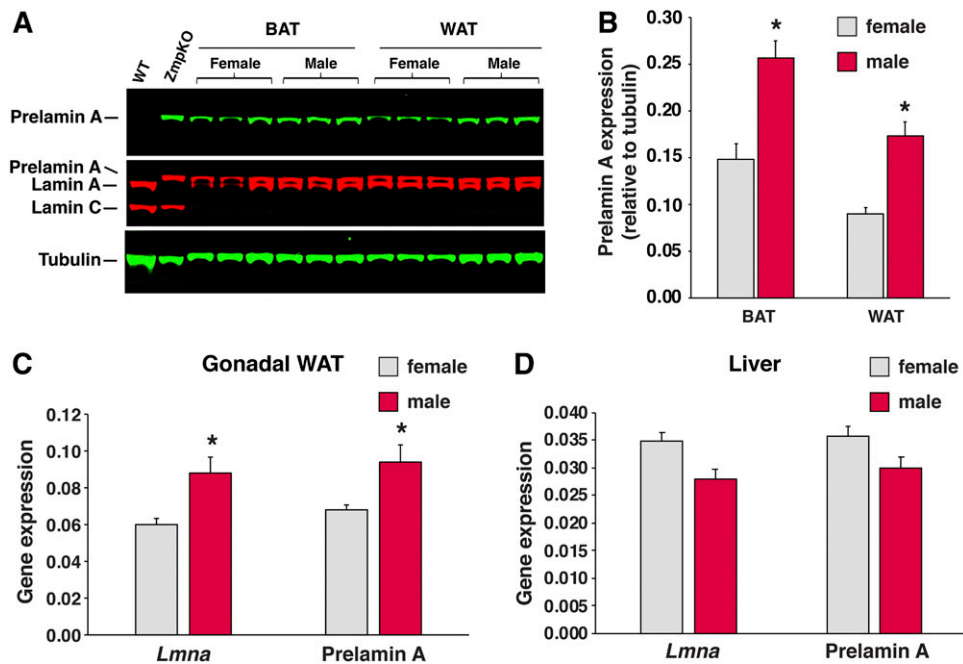 A
BAT
WAT
WT
ZmpKO
Female
Male
Female
Male
Prelamin A
Prelamin A
Lamin A
Lamin C
Tubulin
B
Prelamin A expression
(relative to tubulin)
0.30
0.25
0.20
0.15
0.10
0.05
0.00
*
*
female
male
BAT
WAT
C
Gonadal WAT
female
male
Gene expression
0.12
0.10
0.08
0.06
0.04
0.02
0.00
*
*
Lmna
Prelamin A
D
Liver
female
male
Gene expression
0.040
0.035
0.030
0.025
0.020
0.015
0.010
0.005
0.000
Lmna
Prelamin A